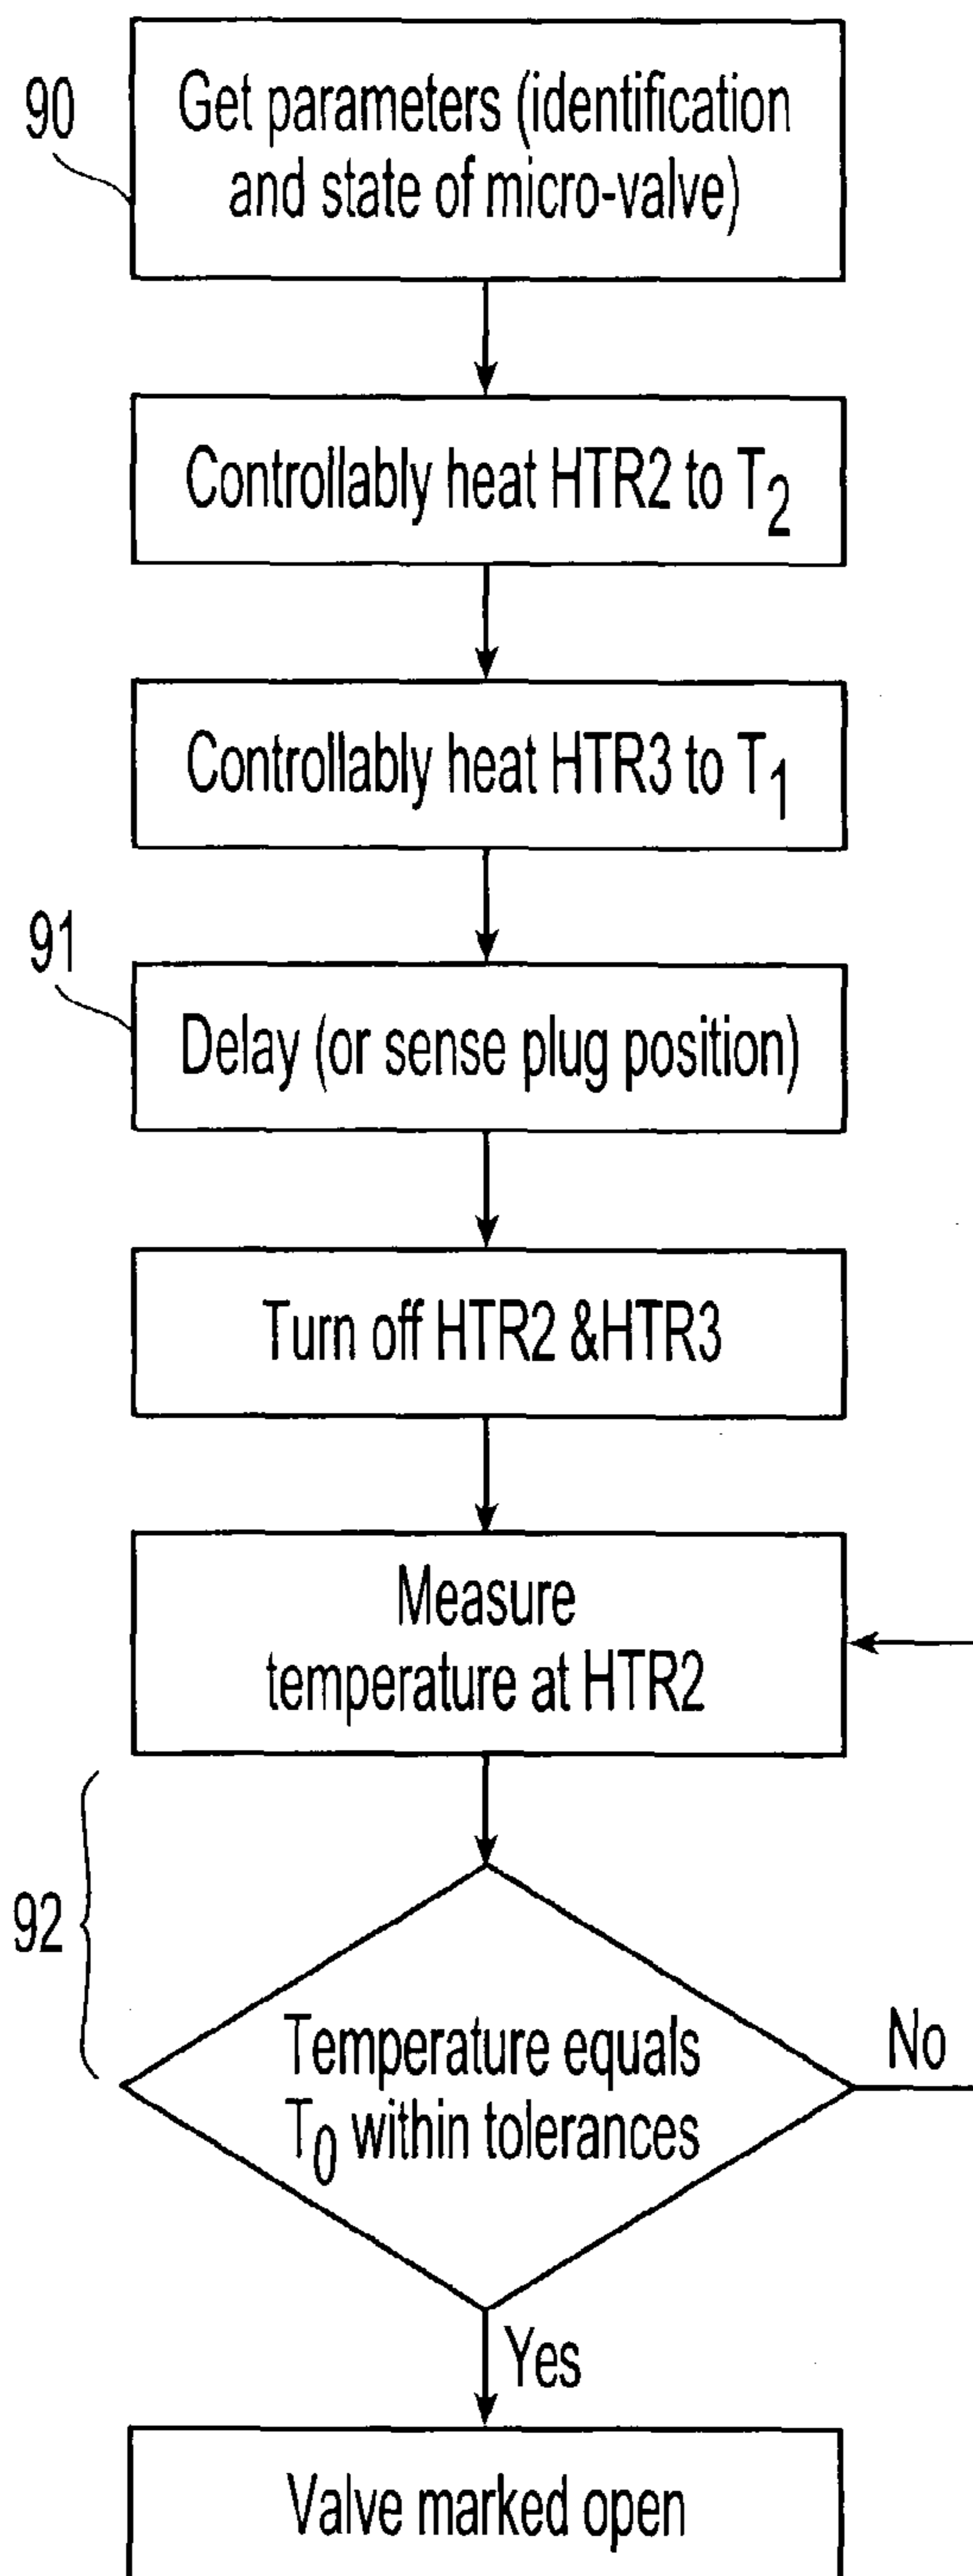 90
Get parameters (identification
and state of micro-valve)
Controllably heat HTR2 to T2
Controllably heat HTR3 to T1
91
Delay (or sense plug position)
Turn off HTR2 &HTR3
Measure
temperature at HTR2
92
Temperature equals
T0 within tolerances
No
Yes
Valve marked open